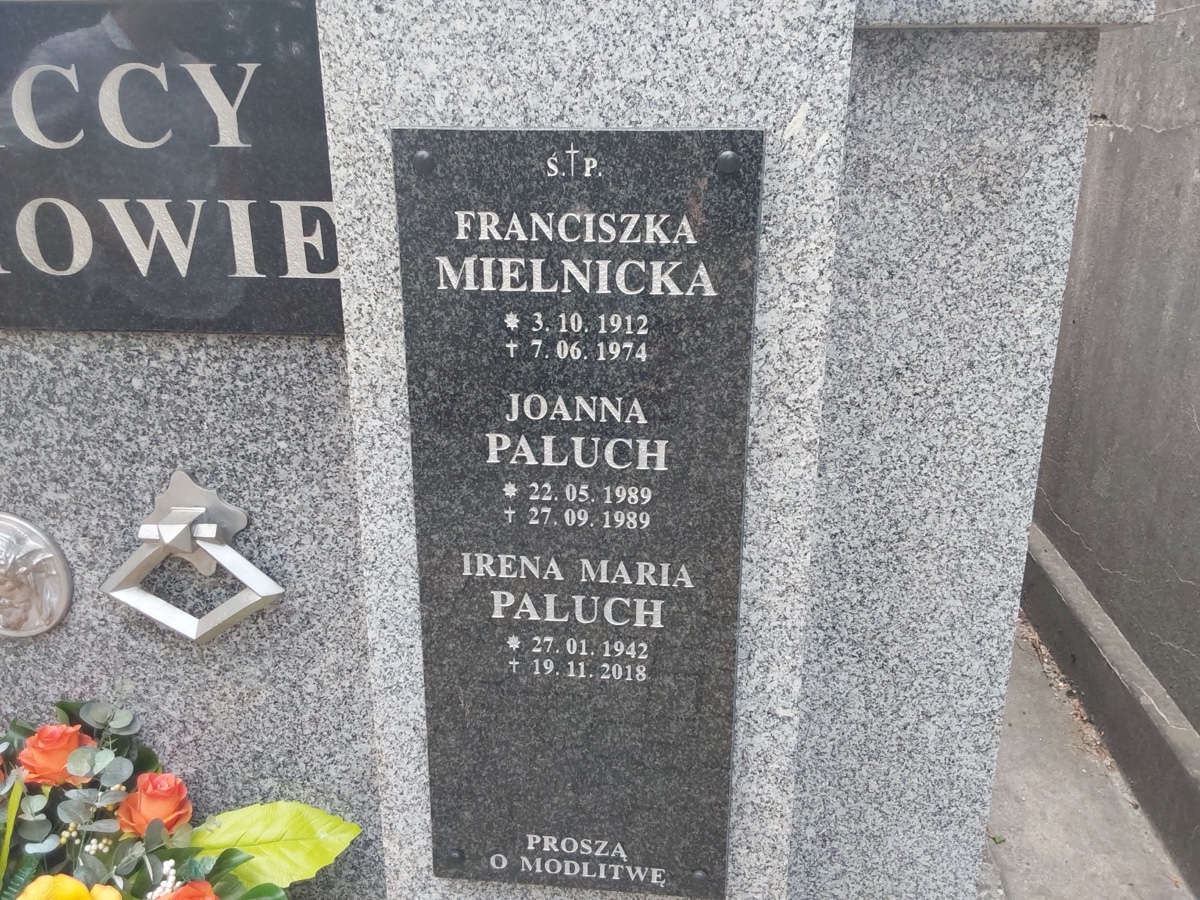 CCY
OWIE
Ś.†P.
FRANCISZKA
MIELNICKA
* 3. 10. 1912
† 7. 06. 1974
JOANNA
PALUCH
* 22. 05. 1989
† 27. 09. 1989
IRENA MARIA
PALUCH
* 27. 01. 1942
† 19. 11. 2018
PROSZĄ
O MODLITWĘ